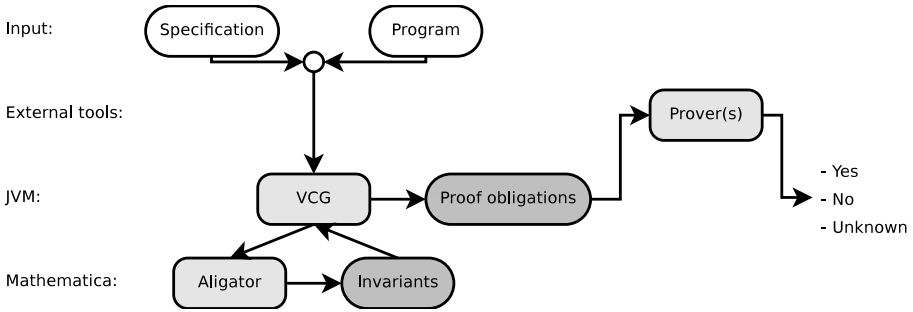 Input:
Specification
Program
External tools:
Prover(s)
JVM:
VCG
Proof obligations
- Yes
- No
- Unknown
Mathematica:
Aligator
Invariants